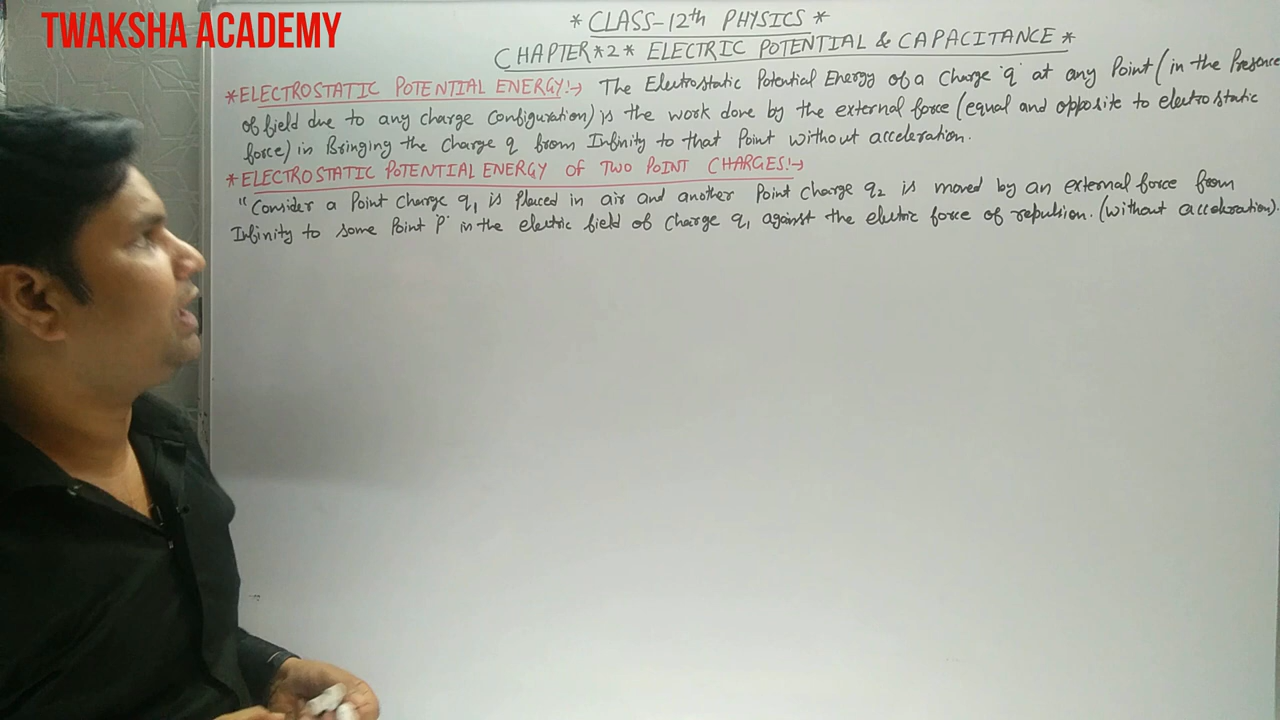 TWAKSHA ACADEMY
* CLASS-12th PHYSICS *
CHAPTER*2* ELECTRIC POTENTIAL & CAPACITANCE *
*ELECTROSTATIC POTENTIAL ENERGY:→ The Electrostatic Potential Energy of a Charge 'q' at any Point (in the Presence
of field due to any charge Configuration) is the work done by the external force (equal and opposite to electrostatic
force) in Bringing the Charge q from Infinity to that Point without acceleration.
*ELECTROSTATIC POTENTIAL ENERGY OF TWO POINT CHARGES:→
"Consider a Point Charge q₁ is Placed in air and another Point Charge q₂ is moved by an external force from
Infinity to some Point 'P' in the electric field of Charge q₁ against the electric force of repulsion. (without acceleration).